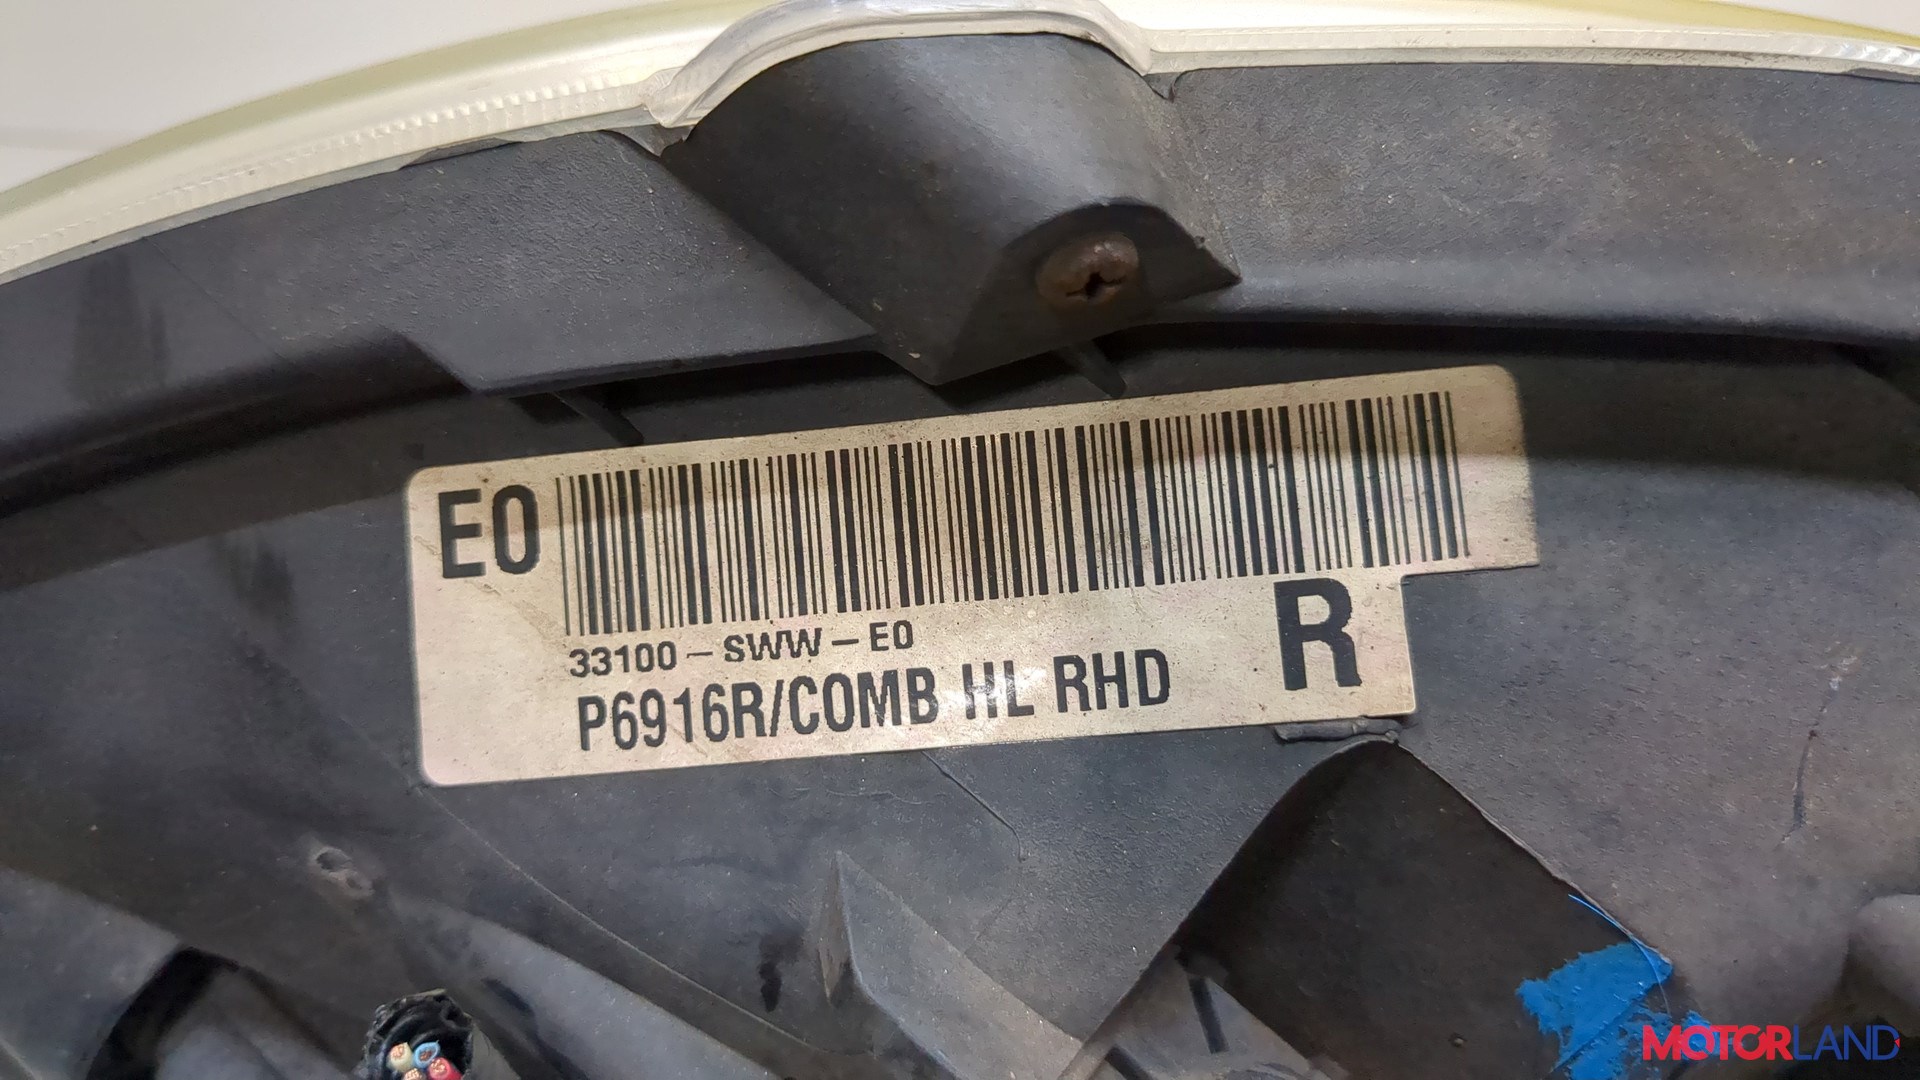 E0
33100-SWW-E0
P6916R/COMB HL RHD
R
MOTORLAND